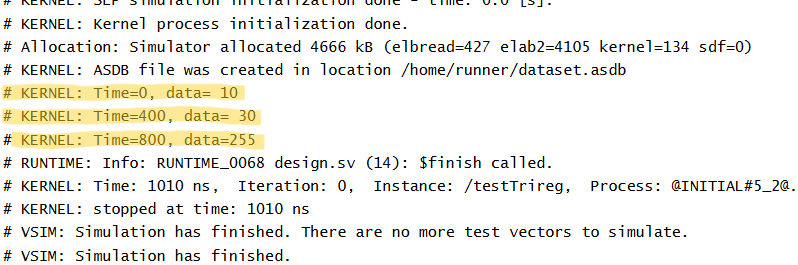 # KERNEL: SLP simulation initialization done - time: 0.0 [s].
# KERNEL: Kernel process initialization done.
# Allocation: Simulator allocated 4666 kB (elbread=427 elab2=4105 kernel=134 sdf=0)
# KERNEL: ASDB file was created in location /home/runner/dataset.asdb
# KERNEL: Time=0, data= 10
# KERNEL: Time=400, data= 30
# KERNEL: Time=800, data=255
# RUNTIME: Info: RUNTIME_0068 design.sv (14): $finish called.
# KERNEL: Time: 1010 ns,  Iteration: 0,  Instance: /testTrireg,  Process: @INITIAL#5_2@.
# KERNEL: stopped at time: 1010 ns
# VSIM: Simulation has finished. There are no more test vectors to simulate.
# VSIM: Simulation has finished.